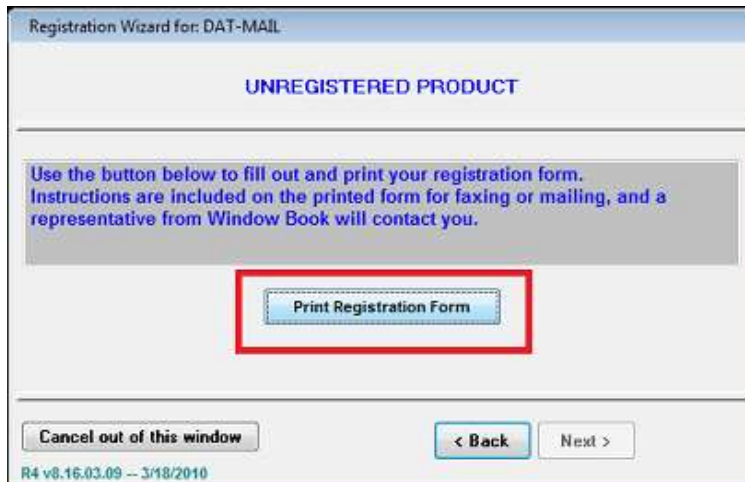 Registration Wizard for: DAT-MAIL
UNREGISTERED PRODUCT
Use the button below to fill out and print your registration form.
Instructions are included on the printed form for faxing or mailing, and a
representative from Window Book will contact you.
Print Registration Form
Cancel out of this window
< Back
Next >
R4 v8.16.03.09 -- 3/18/2010